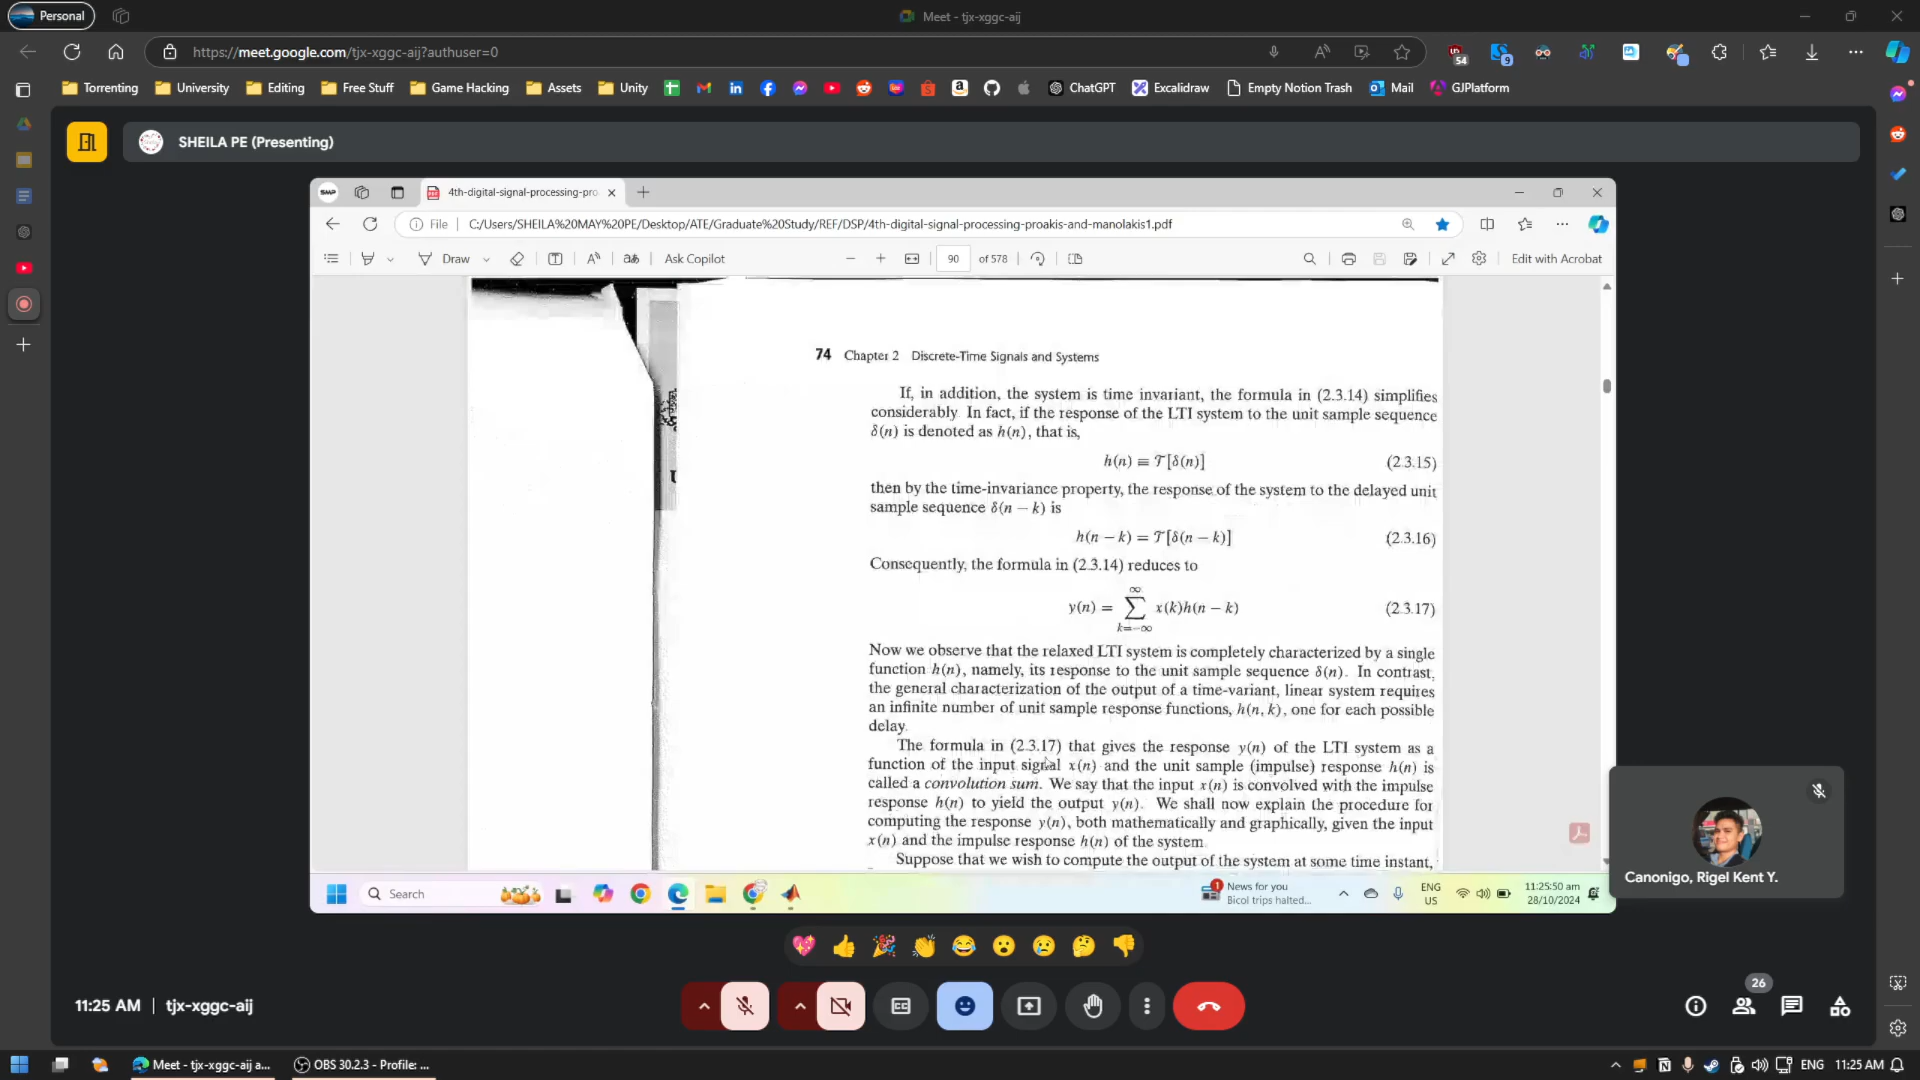 Personal
Meet - tjx-xggc-aij
https://meet.google.com/tjx-xggc-aij?authuser=0
54
9
Torrenting
University
Editing
Free Stuff
Game Hacking
Assets
Unity
ChatGPT
Excalidraw
Empty Notion Trash
Mail
GJPlatform
SHEILA PE (Presenting)
SMP
4th-digital-signal-processing-pro
File | C:/Users/SHEILA%20MAY%20PE/Desktop/ATE/Graduate%20Study/REF/DSP/4th-digital-signal-processing-proakis-and-manolakis1.pdf
Draw
Ask Copilot
90 of 578
Edit with Acrobat
74 Chapter 2 Discrete-Time Signals and Systems
If, in addition, the system is time invariant, the formula in (2.3.14) simplifies
considerably. In fact, if the response of the LTI system to the unit sample sequence
δ(n) is denoted as h(n), that is,
h(n) ≡ 𝒯[δ(n)] (2.3.15)
then by the time-invariance property, the response of the system to the delayed unit
sample sequence δ(n − k) is
h(n − k) = 𝒯[δ(n − k)] (2.3.16)
Consequently, the formula in (2.3.14) reduces to
y(n) = ∑ k=−∞ ∞ x(k)h(n − k) (2.3.17)
Now we observe that the relaxed LTI system is completely characterized by a single
function h(n), namely, its response to the unit sample sequence δ(n). In contrast,
the general characterization of the output of a time-variant, linear system requires
an infinite number of unit sample response functions, h(n, k), one for each possible
delay.
The formula in (2.3.17) that gives the response y(n) of the LTI system as a
function of the input signal x(n) and the unit sample (impulse) response h(n) is
called a convolution sum. We say that the input x(n) is convolved with the impulse
response h(n) to yield the output y(n). We shall now explain the procedure for
computing the response y(n), both mathematically and graphically, given the input
x(n) and the impulse response h(n) of the system.
Suppose that we wish to compute the output of the system at some time instant,
Canonigo, Rigel Kent Y.
Search
1
News for you
Bicol trips halted...
ENG
US
11:25:50 am
28/10/2024
11:25 AM | tjx-xggc-aij
26
Meet - tjx-xggc-aij a...
OBS 30.2.3 - Profile: ...
ENG
11:25 AM